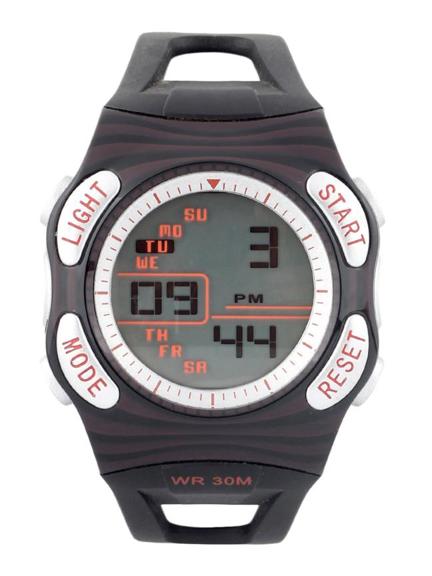 LIGHT
START
SU
MO
TU
WE
3
09
PM
44
TH
FR
SA
MODE
RESET
WR 30M